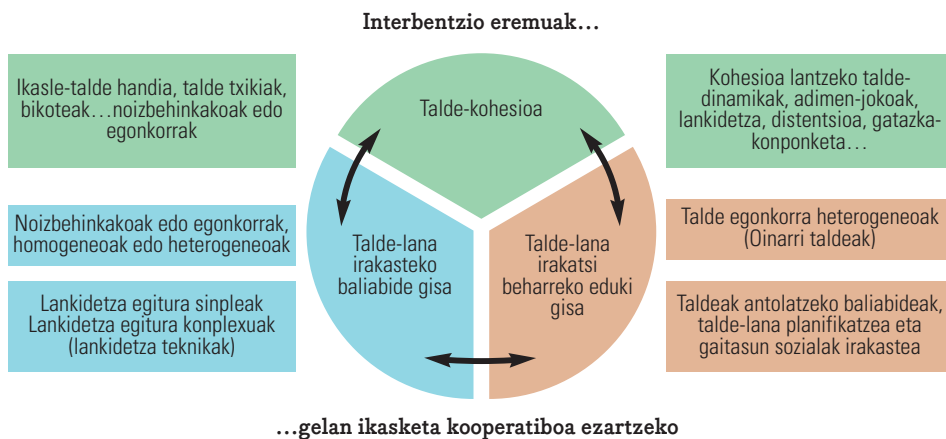 Interbentzio eremuak…
Ikasle-talde handia, talde txikiak,
bikoteak…noizbehinkakoak edo
egonkorrak
Talde-kohesioa
Kohesioa lantzeko talde-
dinamikak, adimen-jokoak,
lankidetza, distentsioa, gatazka-
konponketa…
Noizbehinkakoak edo egonkorrak,
homogeneoak edo heterogeneoak
Talde-lana
irakasteko
baliabide gisa
Talde-lana
irakatsi
beharreko eduki
gisa
Talde egonkorra heterogeneoak
(Oinarri taldeak)
Lankidetza egitura sinpleak
Lankidetza egitura konplexuak
(lankidetza teknikak)
Taldeak antolatzeko baliabideak,
talde-lana planifikatzea eta
gaitasun sozialak irakastea
…gelan ikasketa kooperatiboa ezartzeko